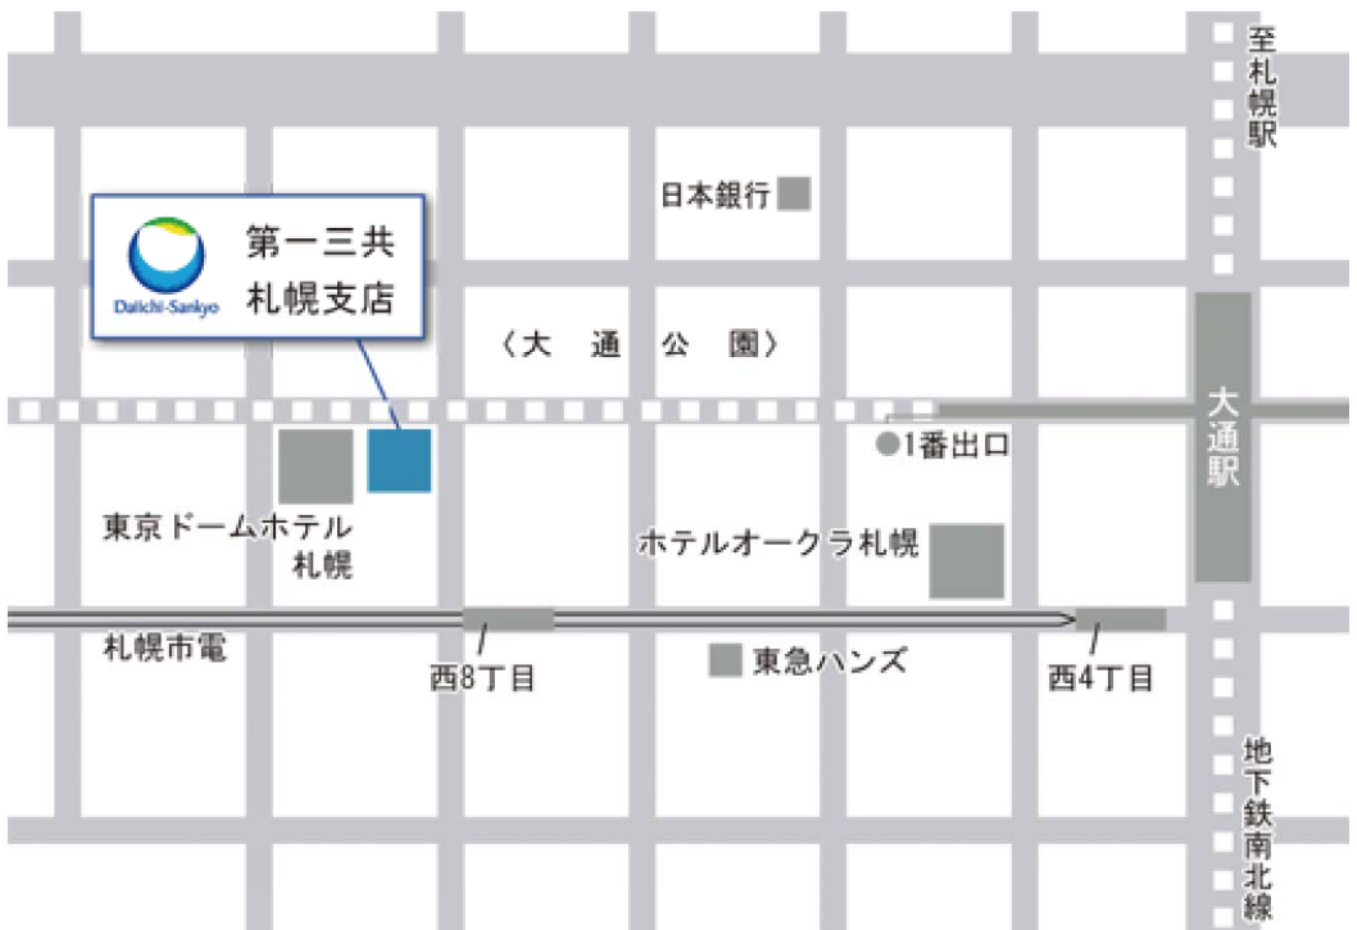 至札幌駅
日本銀行
第一三共
札幌支店
Daiichi-Sankyo
〈大通公園〉
大通駅
1番出口
東京ドームホテル
札幌
ホテルオークラ札幌
札幌市電
西8丁目
東急ハンズ
西4丁目
地下鉄南北線